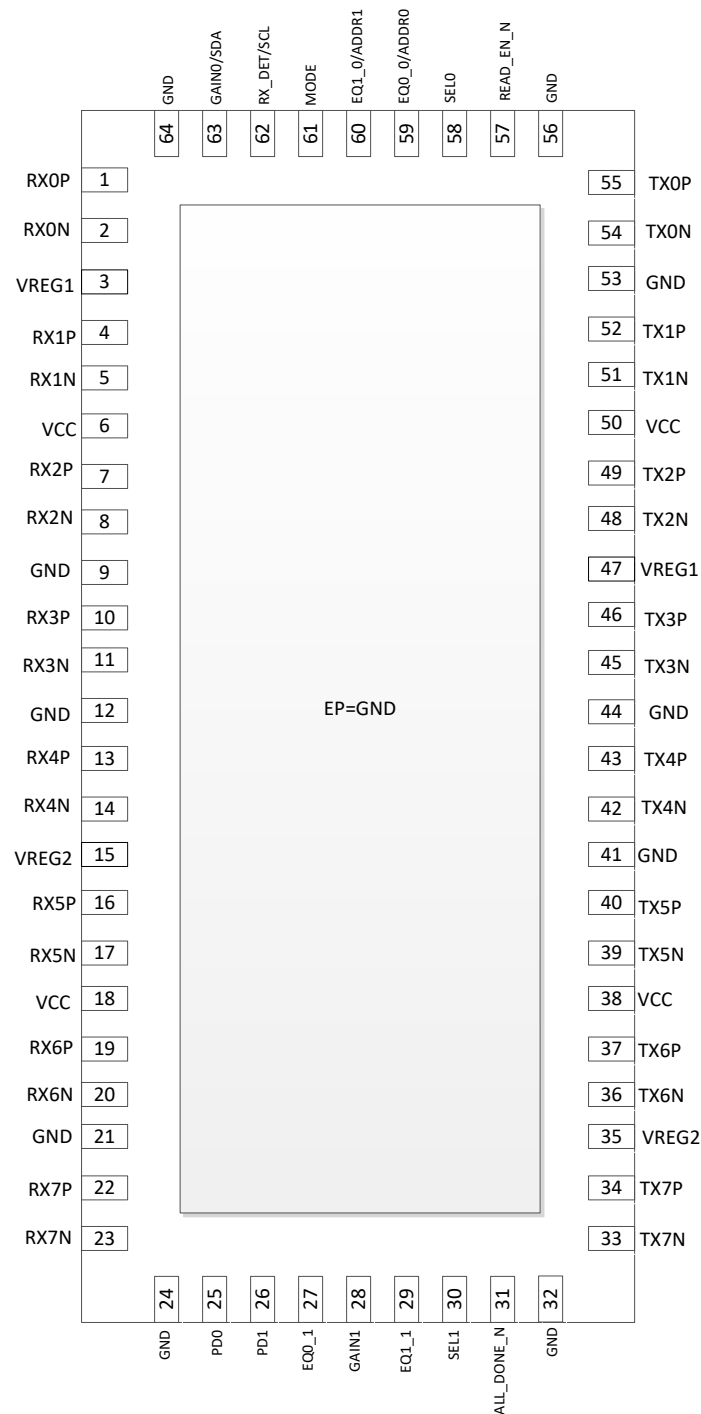 GND
GAIN0/SDA
RX_DET/SCL
MODE
EQ1_0/ADDR1
EQ0_0/ADDR0
SEL0
READ_EN_N
GND
64
63
62
61
60
59
58
57
56
RX0P 1 55 TX0P
RX0N 2 54 TX0N
VREG1 3 53 GND
RX1P 4 52 TX1P
RX1N 5 51 TX1N
VCC 6 50 VCC
RX2P 7 49 TX2P
RX2N 8 48 TX2N
GND 9 47 VREG1
RX3P 10 46 TX3P
RX3N 11 45 TX3N
GND 12 EP=GND 44 GND
RX4P 13 43 TX4P
RX4N 14 42 TX4N
VREG2 15 41 GND
RX5P 16 40 TX5P
RX5N 17 39 TX5N
VCC 18 38 VCC
RX6P 19 37 TX6P
RX6N 20 36 TX6N
GND 21 35 VREG2
RX7P 22 34 TX7P
RX7N 23 33 TX7N
24
25
26
27
28
29
30
31
32
GND
PD0
PD1
EQ0_1
GAIN1
EQ1_1
SEL1
ALL_DONE_N
GND